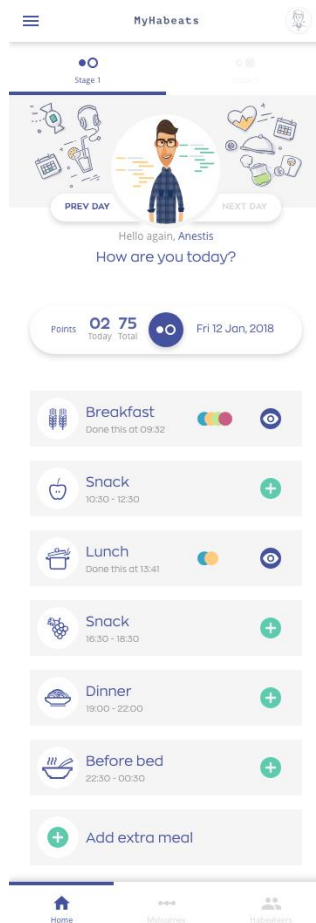 MyHabeats
Stage 1
PREV DAY
NEXT DAY
Hello again, Anestis
How are you today?
Points
02 75
Today Total
Fri 12 Jan, 2018
Breakfast
Done this at 09:32
Snack
10:30 - 12:30
Lunch
Done this at 13:41
Snack
16:30 - 18:30
Dinner
19:00 - 22:00
Before bed
22:30 - 00:30
Add extra meal
Home
Habeaters